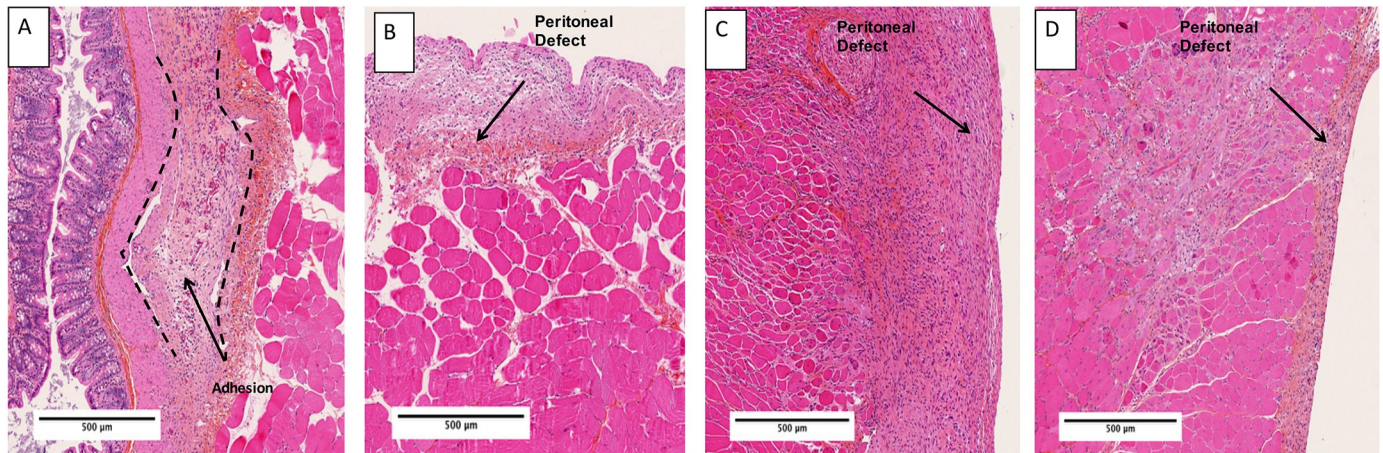 A
Adhesion
500 µm
B
Peritoneal
Defect
500 µm
C
Peritoneal
Defect
500 µm
D
Peritoneal
Defect
500 µm